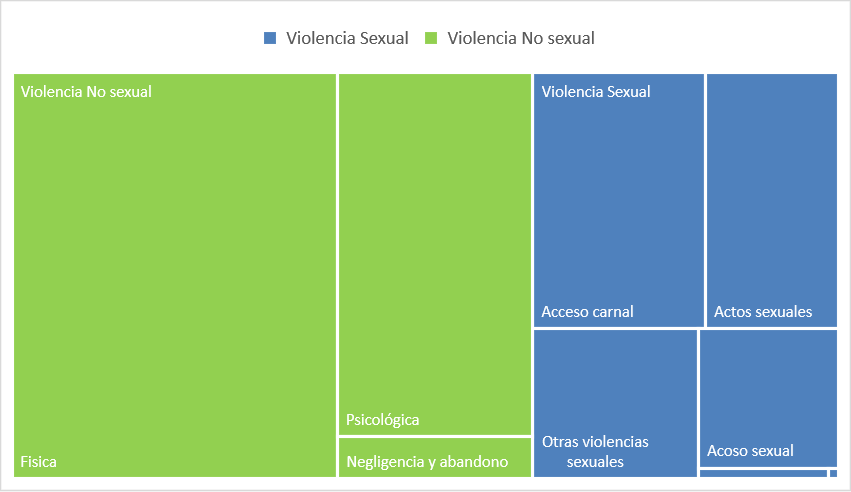 Violencia Sexual
Violencia No sexual
Violencia No sexual
Fisica
Psicológica
Negligencia y abandono
Violencia Sexual
Acceso carnal
Actos sexuales
Otras violencias
sexuales
Acoso sexual